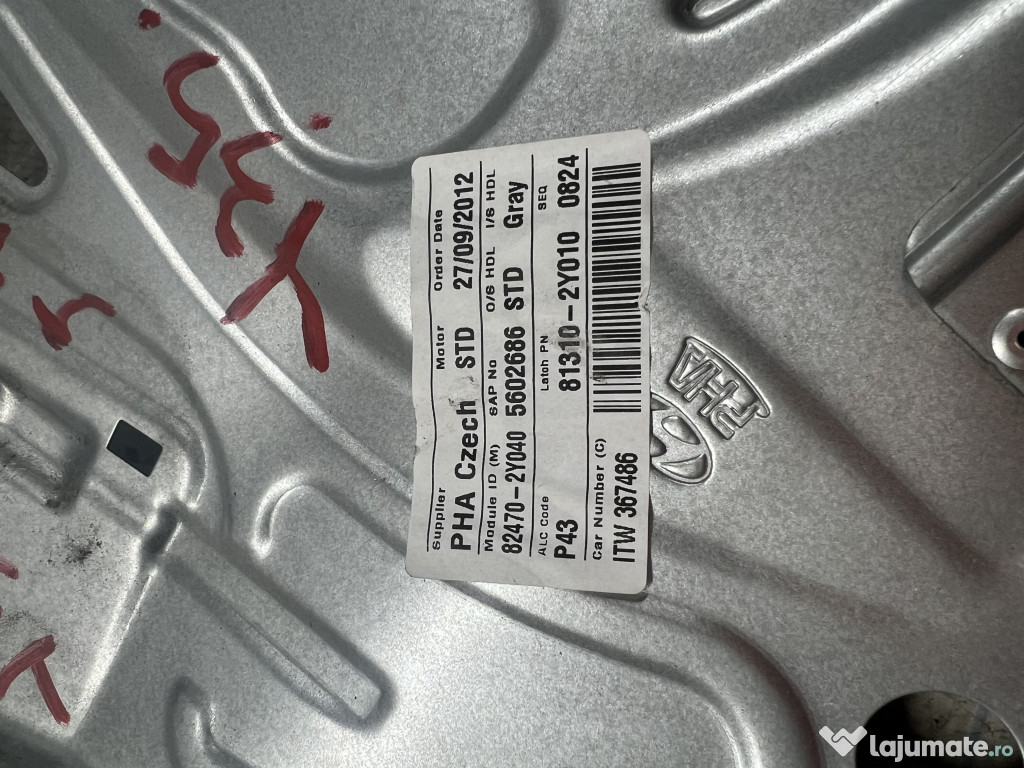 Supplier Motor Order Date
PHA Czech STD 27/09/2012
Module ID (M) SAP No O/S HDL I/S HDL
82470-2Y040 5602686 STD Gray
ALC Code Latch PN SEQ
P43 81310-2Y010 0824
Car Number (C)
ITW 367486
PHA
lajumate.ro